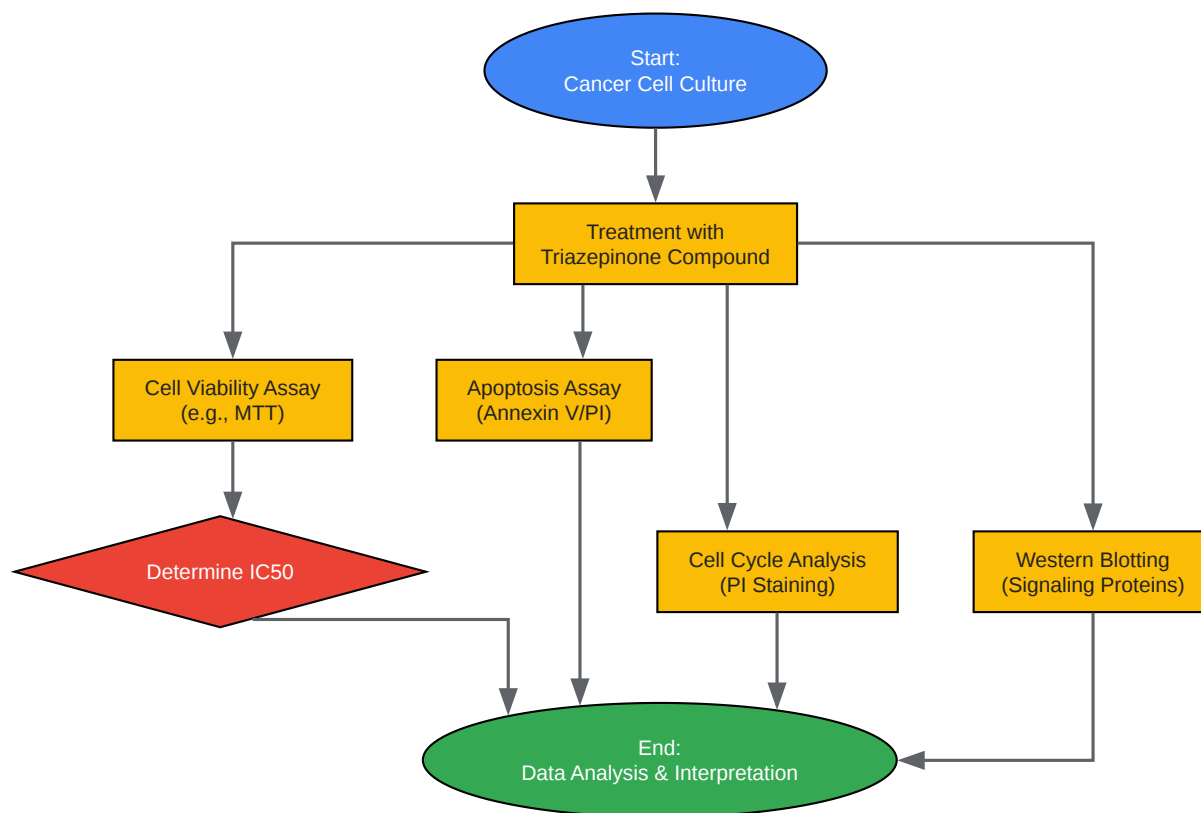 Start:
Cancer Cell Culture
Treatment with
Triazepinone Compound
Cell Viability Assay
(e.g., MTT)
Apoptosis Assay
(Annexin V/PI)
Determine IC50
Cell Cycle Analysis
(PI Staining)
Western Blotting
(Signaling Proteins)
End:
Data Analysis & Interpretation